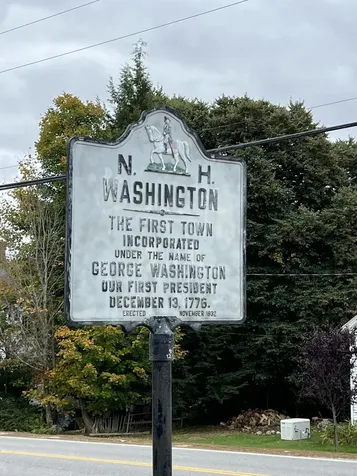 N. H.
WASHINGTON
THE FIRST TOWN
INCORPORATED
UNDER THE NAME OF
GEORGE WASHINGTON
OUR FIRST PRESIDENT
DECEMBER 13, 1776.
ERECTED NOVEMBER 1932